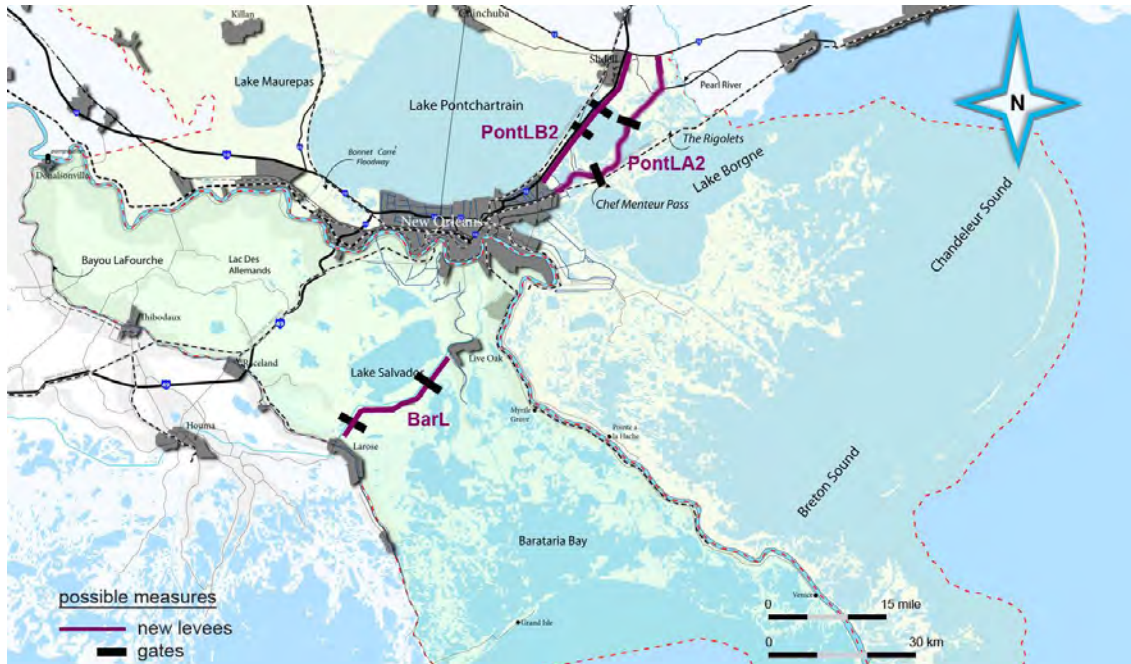 Killan
Chinchuba
Lake Maurepas
Lake Pontchartrain
Slidell
Pearl River
N
PontLB2
The Rigolets
PontLA2
Lake Borgne
Bonnet Carré
Floodway
Donalsonville
Chef Menteur Pass
New Orleans
Chandeleur Sound
Bayou LaFourche
Lac Des
Allemands
Thibodaux
Raceland
Live Oak
Lake Salvador
BarL
Myrtle
Grove
Pointe a
la Hache
Houma
Larose
Breton Sound
Barataria Bay
Venice
Grand Isle
possible measures
new levees
gates
0 15 mile
0 30 km